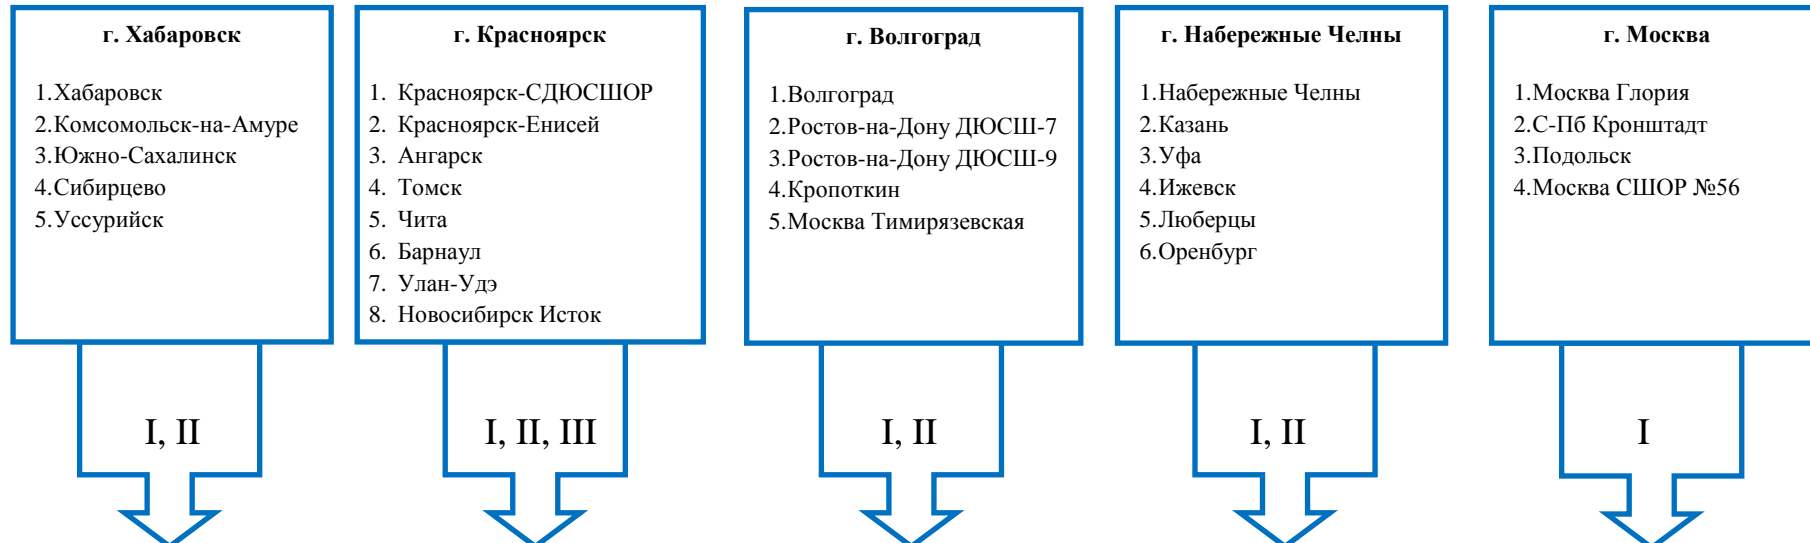 г. Хабаровск
1.Хабаровск
2.Комсомольск-на-Амуре
3.Южно-Сахалинск
4.Сибирцево
5.Уссурийск
I, II
г. Красноярск
1. Красноярск-СДЮСШОР
2. Красноярск-Енисей
3. Ангарск
4. Томск
5. Чита
6. Барнаул
7. Улан-Удэ
8. Новосибирск Исток
I, II, III
г. Волгоград
1.Волгоград
2.Ростов-на-Дону ДЮСШ-7
3.Ростов-на-Дону ДЮСШ-9
4.Кропоткин
5.Москва Тимирязевская
I, II
г. Набережные Челны
1.Набережные Челны
2.Казань
3.Уфа
4.Ижевск
5.Люберцы
6.Оренбург
I, II
г. Москва
1.Москва Глория
2.С-Пб Кронштадт
3.Подольск
4.Москва СШОР №56
I